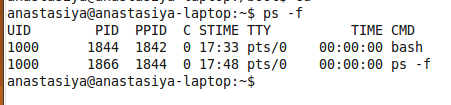 anastasiya@anastasiya-laptop:~$ ps -f
UID        PID  PPID  C STIME TTY          TIME CMD
1000      1844  1842  0 17:33 pts/0    00:00:00 bash
1000      1866  1844  0 17:48 pts/0    00:00:00 ps -f
anastasiya@anastasiya-laptop:~$